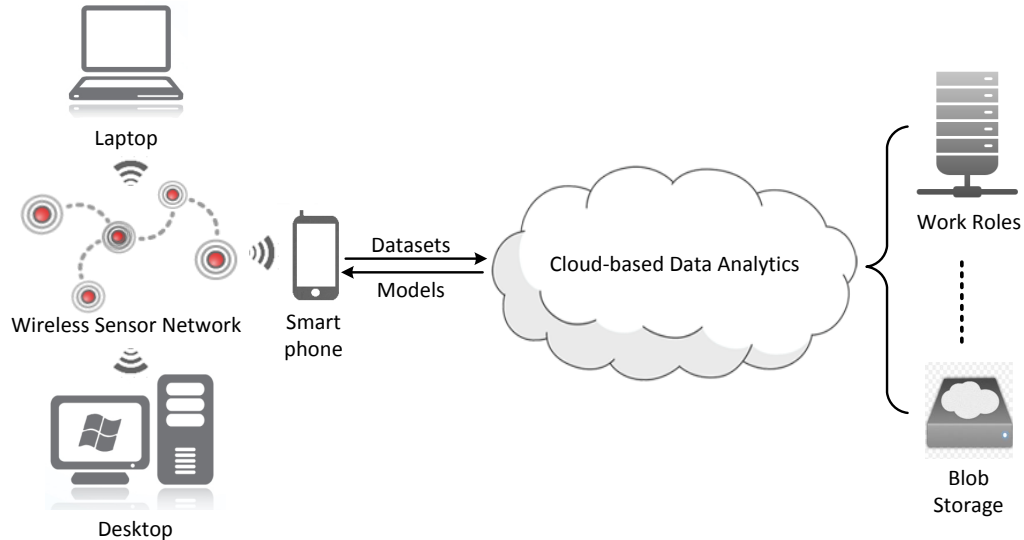 Laptop
Wireless Sensor Network
Desktop
Smart
phone
Datasets
Models
Cloud-based Data Analytics
Work Roles
Blob
Storage